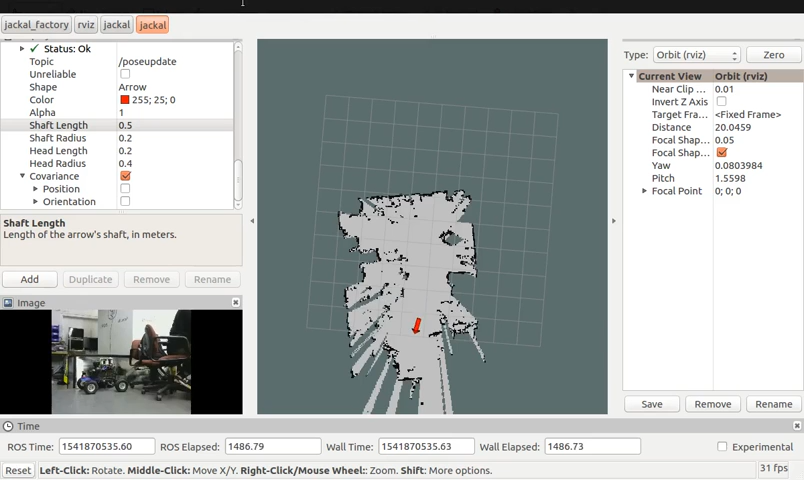 jackal_factory rviz jackal jackal
Status: Ok
Topic /poseupdate
Unreliable
Shape Arrow
Color 255; 25; 0
Alpha 1
Shaft Length 0.5
Shaft Radius 0.2
Head Length 0.2
Head Radius 0.4
Covariance
Position
Orientation
Shaft Length
Length of the arrow's shaft, in meters.
Add Duplicate Remove Rename
Image
Type: Orbit (rviz) Zero
Current View Orbit (rviz)
Near Clip ... 0.01
Invert Z Axis
Target Fra... <Fixed Frame>
Distance 20.0459
Focal Shap... 0.05
Focal Shap...
Yaw 0.0803984
Pitch 1.5598
Focal Point 0; 0; 0
Save Remove Rename
Time
ROS Time: 1541870535.60 ROS Elapsed: 1486.79 Wall Time: 1541870535.63 Wall Elapsed: 1486.73 Experimental
Reset Left-Click: Rotate. Middle-Click: Move X/Y. Right-Click/Mouse Wheel:: Zoom. Shift: More options. 31 fps